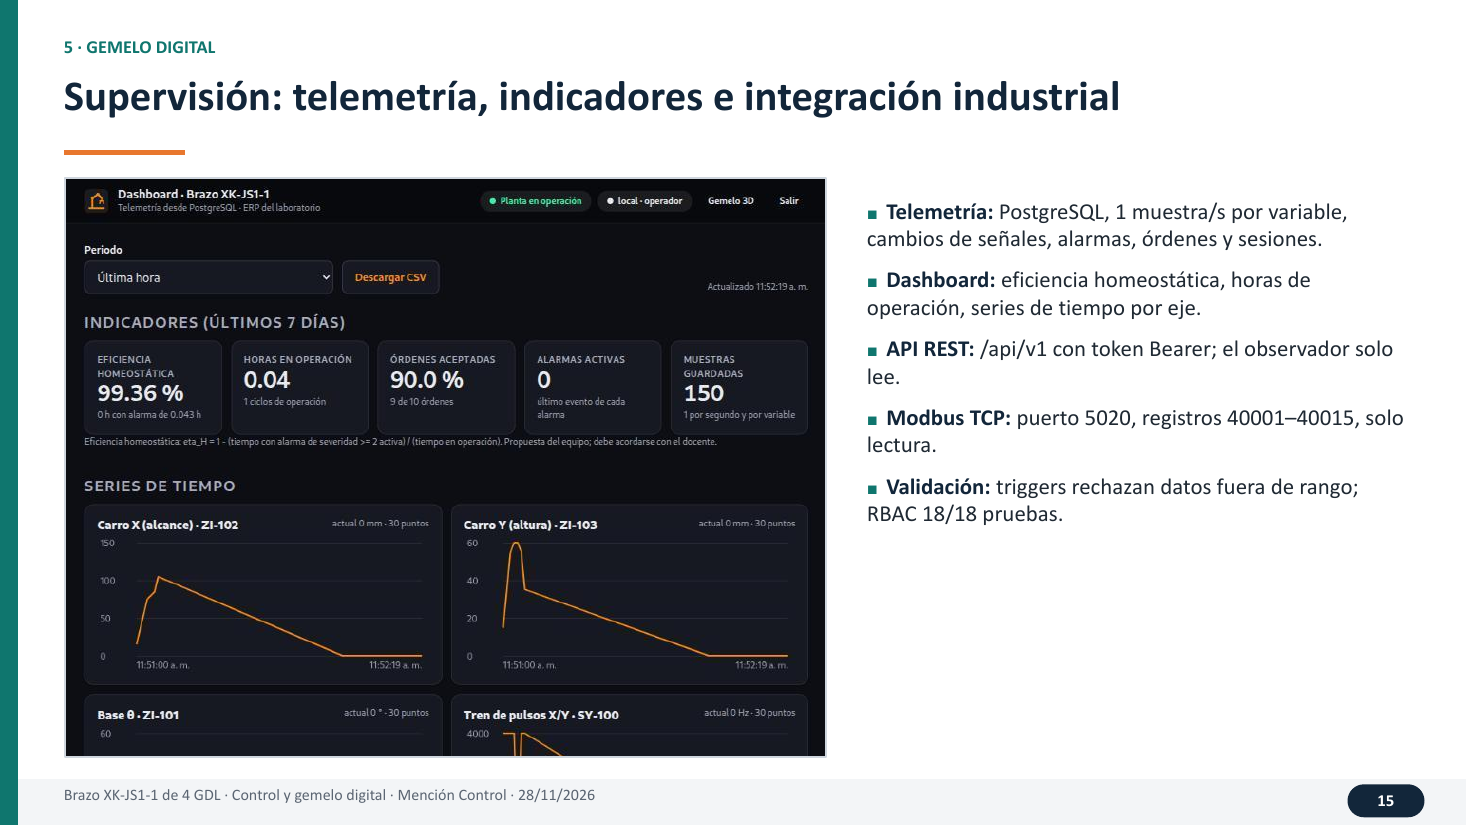 5 · GEMELO DIGITAL
Supervisión: telemetría, indicadores e integración industrial
Dashboard · Brazo XK-JS1-1
Telemetría desde PostgreSQL · ERP del laboratorio
Planta en operación
local · operador
Gemelo 3D
Salir
Periodo
Última hora
Descargar CSV
Actualizado 11:52:19 a. m.
INDICADORES (ÚLTIMOS 7 DÍAS)
EFICIENCIA
HOMEOSTÁTICA
99.36 %
0 h con alarma de 0.043 h
HORAS EN OPERACIÓN
0.04
1 ciclos de operación
ÓRDENES ACEPTADAS
90.0 %
9 de 10 órdenes
ALARMAS ACTIVAS
0
último evento de cada
alarma
MUESTRAS
GUARDADAS
150
1 por segundo y por variable
Eficiencia homeostática: eta_H = 1 - (tiempo con alarma de severidad >= 2 activa) / (tiempo en operación). Propuesta del equipo; debe acordarse con el docente.
SERIES DE TIEMPO
Carro X (alcance) · ZI-102
actual 0 mm · 30 puntos
150
100
50
0
11:51:00 a. m.
11:52:19 a. m.
Carro Y (altura) · ZI-103
actual 0 mm · 30 puntos
60
40
20
0
11:51:00 a. m.
11:52:19 a. m.
Base θ · ZI-101
actual 0 ° · 30 puntos
60
Tren de pulsos X/Y · SY-100
actual 0 Hz · 30 puntos
4000
■ Telemetría: PostgreSQL, 1 muestra/s por variable,
cambios de señales, alarmas, órdenes y sesiones.
■ Dashboard: eficiencia homeostática, horas de
operación, series de tiempo por eje.
■ API REST: /api/v1 con token Bearer; el observador solo
lee.
■ Modbus TCP: puerto 5020, registros 40001–40015, solo
lectura.
■ Validación: triggers rechazan datos fuera de rango;
RBAC 18/18 pruebas.
Brazo XK-JS1-1 de 4 GDL · Control y gemelo digital · Mención Control · 28/11/2026
15